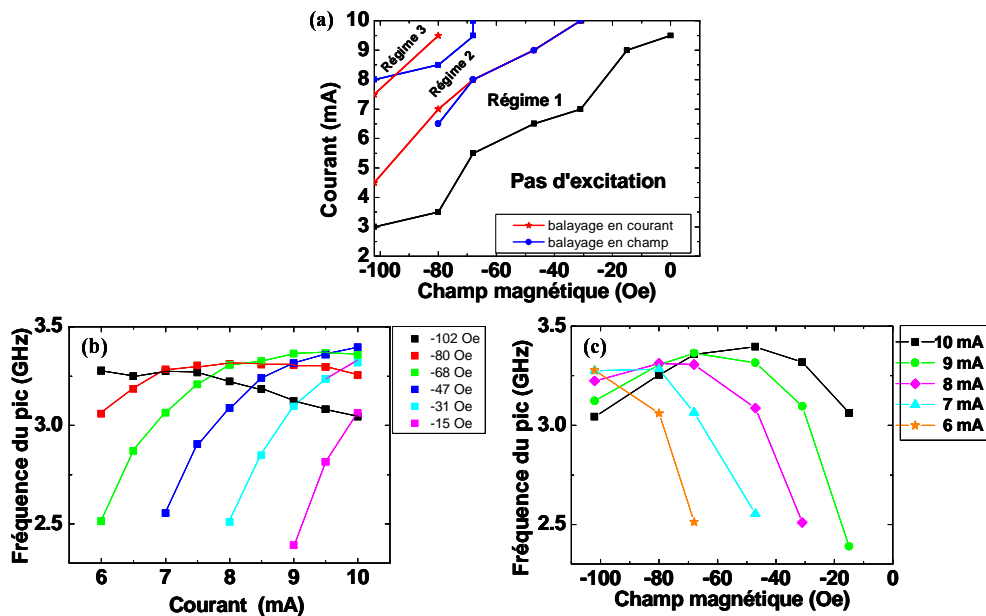 (a)
10
9
8
7
6
5
4
3
2
Courant (mA)
Régime 3
Régime 2
Régime 1
Pas d'excitation
balayage en courant
balayage en champ
-100 -80 -60 -40 -20 0
Champ magnétique (Oe)
(b)
3.5
3.0
2.5
Fréquence du pic (GHz)
6 7 8 9 10
Courant (mA)
-102 Oe
-80 Oe
-68 Oe
-47 Oe
-31 Oe
-15 Oe
(c)
3.5
3.0
2.5
Fréquence du pic (GHz)
-100 -80 -60 -40 -20 0
Champ magnétique (Oe)
10 mA
9 mA
8 mA
7 mA
6 mA